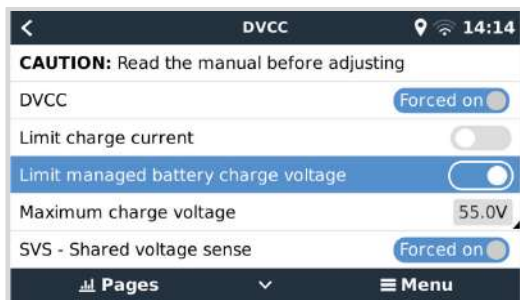 DVCC 14:14
CAUTION: Read the manual before adjusting
DVCC Forced on
Limit charge current
Limit managed battery charge voltage
Maximum charge voltage 55.0V
SVS - Shared voltage sense Forced on
Pages Menu